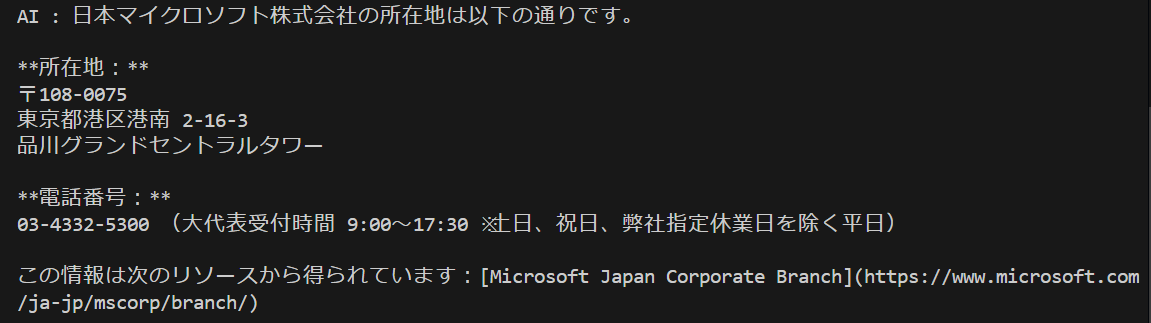 AI : 日本マイクロソフト株式会社の所在地は以下の通りです。
**所在地：**
〒108-0075
東京都港区港南 2-16-3
品川グランドセントラルタワー
**電話番号：**
03-4332-5300 （大代表受付時間 9:00～17:30 ※土日、祝日、弊社指定休業日を除く平日）
この情報は次のリソースから得られています：[Microsoft Japan Corporate Branch](https://www.microsoft.com
/ja-jp/mscorp/branch/)